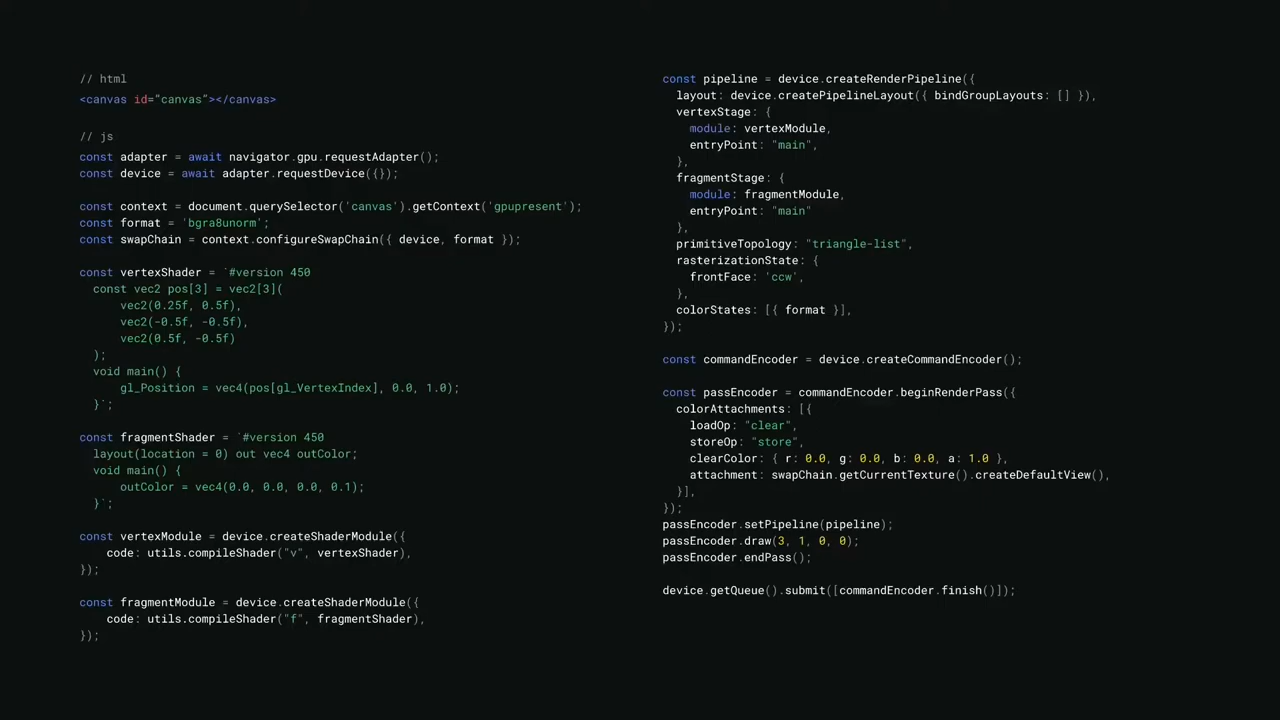 // html
<canvas id="canvas"></canvas>
// js
const adapter = await navigator.gpu.requestAdapter();
const device = await adapter.requestDevice({});
const context = document.querySelector('canvas').getContext('gpupresent');
const format = 'bgra8unorm';
const swapChain = context.configureSwapChain({ device, format });
const vertexShader = `#version 450
const vec2 pos[3] = vec2[3](
vec2(0.25f, 0.5f),
vec2(-0.5f, -0.5f),
vec2(0.5f, -0.5f)
);
void main() {
gl_Position = vec4(pos[gl_VertexIndex], 0.0, 1.0);
}`;
const fragmentShader = `#version 450
layout(location = 0) out vec4 outColor;
void main() {
outColor = vec4(0.0, 0.0, 0.0, 0.1);
}`;
const vertexModule = device.createShaderModule({
code: utils.compileShader("v", vertexShader),
});
const fragmentModule = device.createShaderModule({
code: utils.compileShader("f", fragmentShader),
});
const pipeline = device.createRenderPipeline({
layout: device.createPipelineLayout({ bindGroupLayouts: [] }),
vertexStage: {
module: vertexModule,
entryPoint: "main",
},
fragmentStage: {
module: fragmentModule,
entryPoint: "main"
},
primitiveTopology: "triangle-list",
rasterizationState: {
frontFace: 'ccw',
},
colorStates: [{ format }],
});
const commandEncoder = device.createCommandEncoder();
const passEncoder = commandEncoder.beginRenderPass({
colorAttachments: [{
loadOp: "clear",
storeOp: "store",
clearColor: { r: 0.0, g: 0.0, b: 0.0, a: 1.0 },
attachment: swapChain.getCurrentTexture().createDefaultView(),
}],
});
passEncoder.setPipeline(pipeline);
passEncoder.draw(3, 1, 0, 0);
passEncoder.endPass();
device.getQueue().submit([commandEncoder.finish()]);